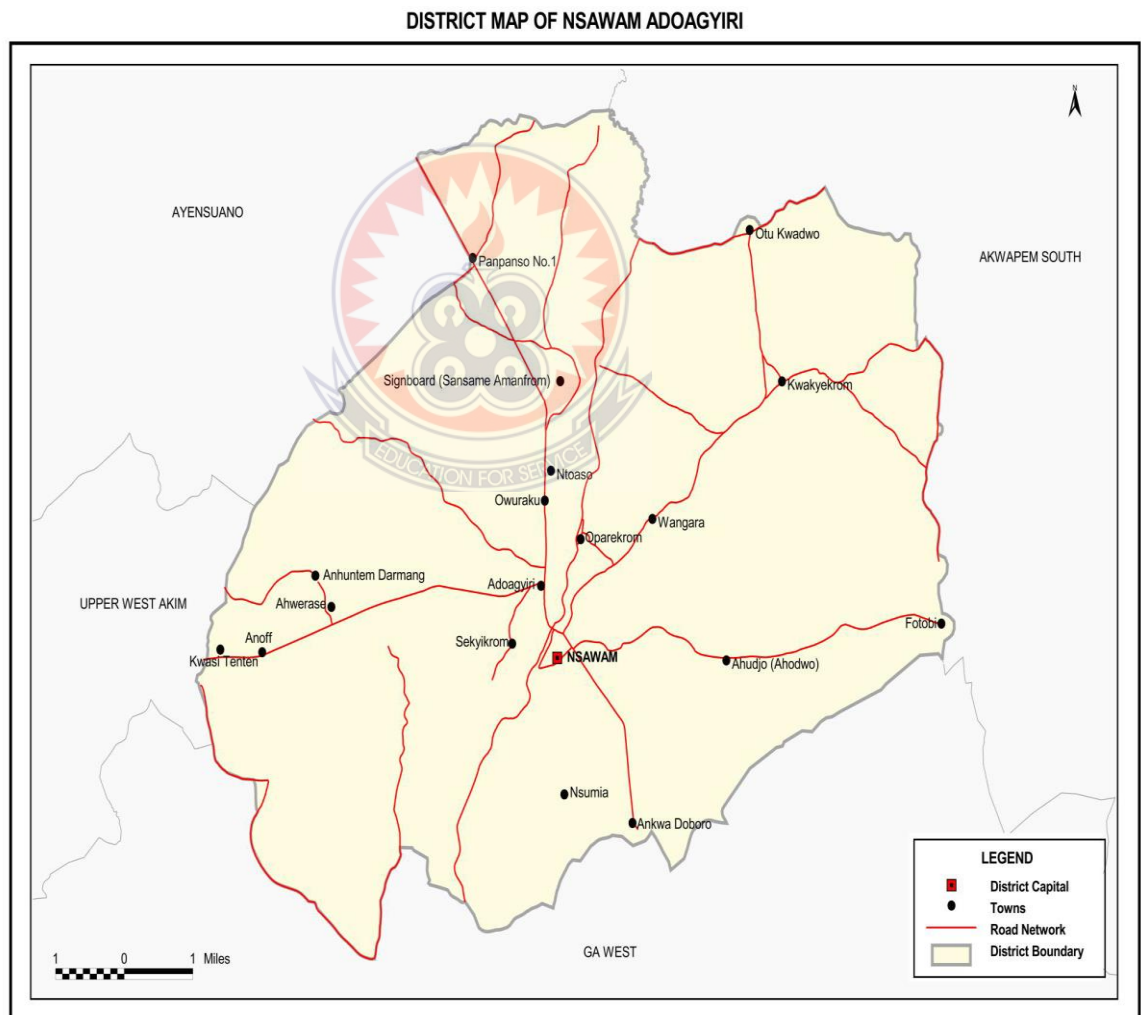 DISTRICT MAP OF NSAWAM ADOAGYIRI
N
AYENSUANO
Otu Kwadwo
AKWAPEM SOUTH
Panpanso No.1
Signboard (Sansame Amanfrom)
Kwakyekrom
EDUCATION FOR SERVICE
Ntoaso
Owuraku
Wangara
Oparekrom
Anhuntem Darmang
Adoagyiri
UPPER WEST AKIM
Ahwerase
Fotobi
Anoff
Sekyikrom
Kwasi Tenten
NSAWAM
Ahudjo (Ahodwo)
Nsumia
Ankwa Doboro
LEGEND
District Capital
Towns
Road Network
District Boundary
GA WEST
1 0 1 Miles